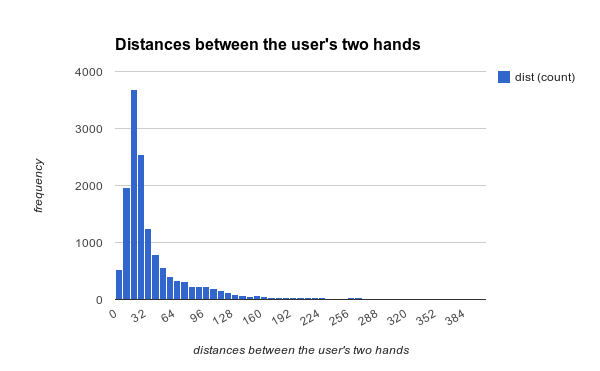 Distances between the user's two hands
dist (count)
4000
3000
2000
1000
0
frequency
0 32 64 96 128 160 192 224 256 288 320 352 384
distances between the user's two hands